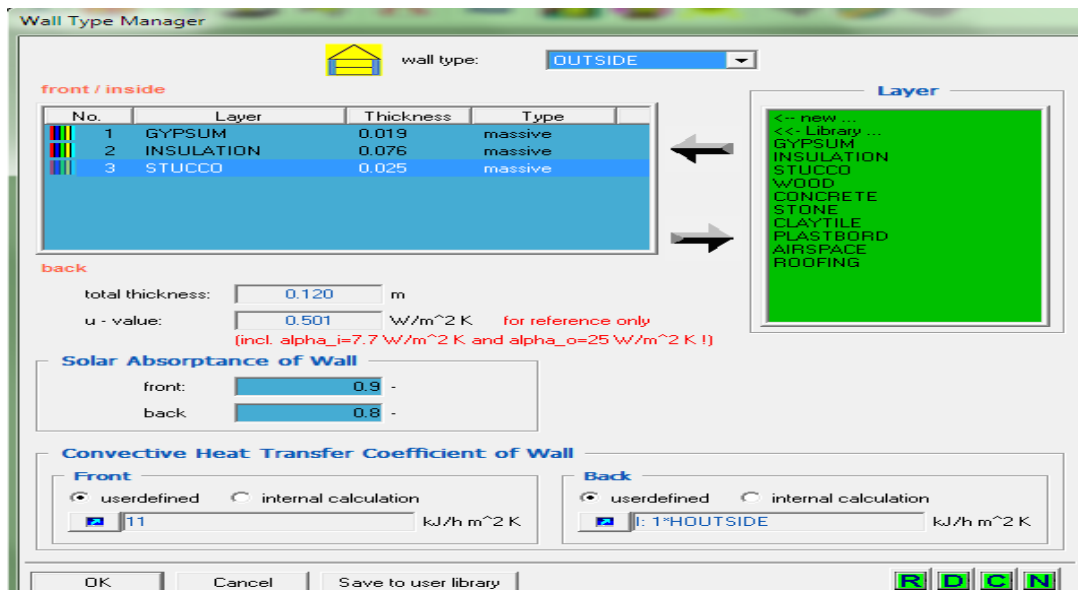 Wall Type Manager
wall type: OUTSIDE
front / inside
No. Layer Thickness Type
1 GYPSUM 0.019 massive
2 INSULATION 0.076 massive
3 STUCCO 0.025 massive
Layer
<-- new ...
<<- Library ...
GYPSUM
INSULATION
STUCCO
WOOD
CONCRETE
STONE
CLAYTILE
PLASTBORD
AIRSPACE
ROOFING
back
total thickness: 0.120 m
u - value: 0.501 W/m^2 K for reference only
(incl. alpha_i=7.7 W/m^2 K and alpha_o=25 W/m^2 K !)
Solar Absorptance of Wall
front: 0.9 -
back 0.8 -
Convective Heat Transfer Coefficient of Wall
Front
userdefined internal calculation
11 kJ/h m^2 K
Back
userdefined internal calculation
I: 1*HOUTSIDE kJ/h m^2 K
OK Cancel Save to user library R D C N